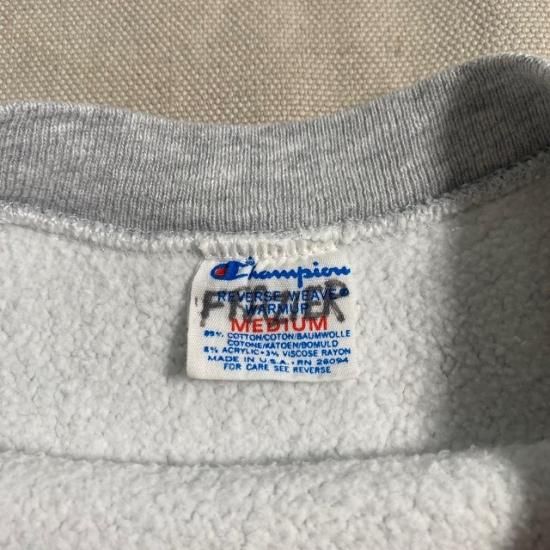 Champion
REVERSE WEAVE®
FRAZIER
WARMUP
MEDIUM
89% COTTON/COTON/BAUMWOLLE
COTONE/KATOEN/BOMULD
8% ACRYLIC • 3% VISCOSE RAYON
MADE IN U.S.A. • RN 26094
FOR CARE SEE REVERSE